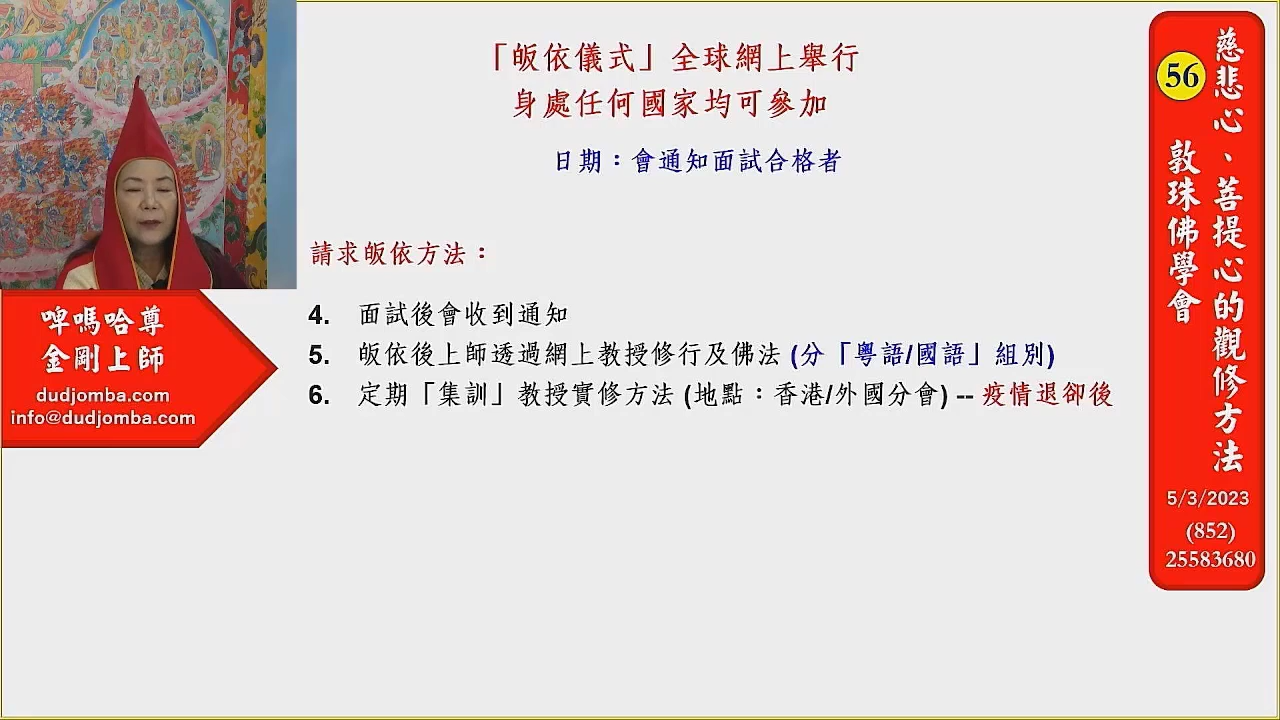 「皈依儀式」全球網上舉行
身處任何國家均可參加
日期：會通知面試合格者
請求皈依方法：
4. 面試後會收到通知
5. 皈依後上師透過網上教授修行及佛法 (分「粵語/國語」組別)
6. 定期「集訓」教授實修方法 (地點：香港/外國分會) -- 疫情退卻後
啤嗎哈尊
金剛上師
dudjomba.com
info@dudjomba.com
慈悲心、菩提心的觀修方法
56
敦珠佛學會
5/3/2023
(852)
25583680